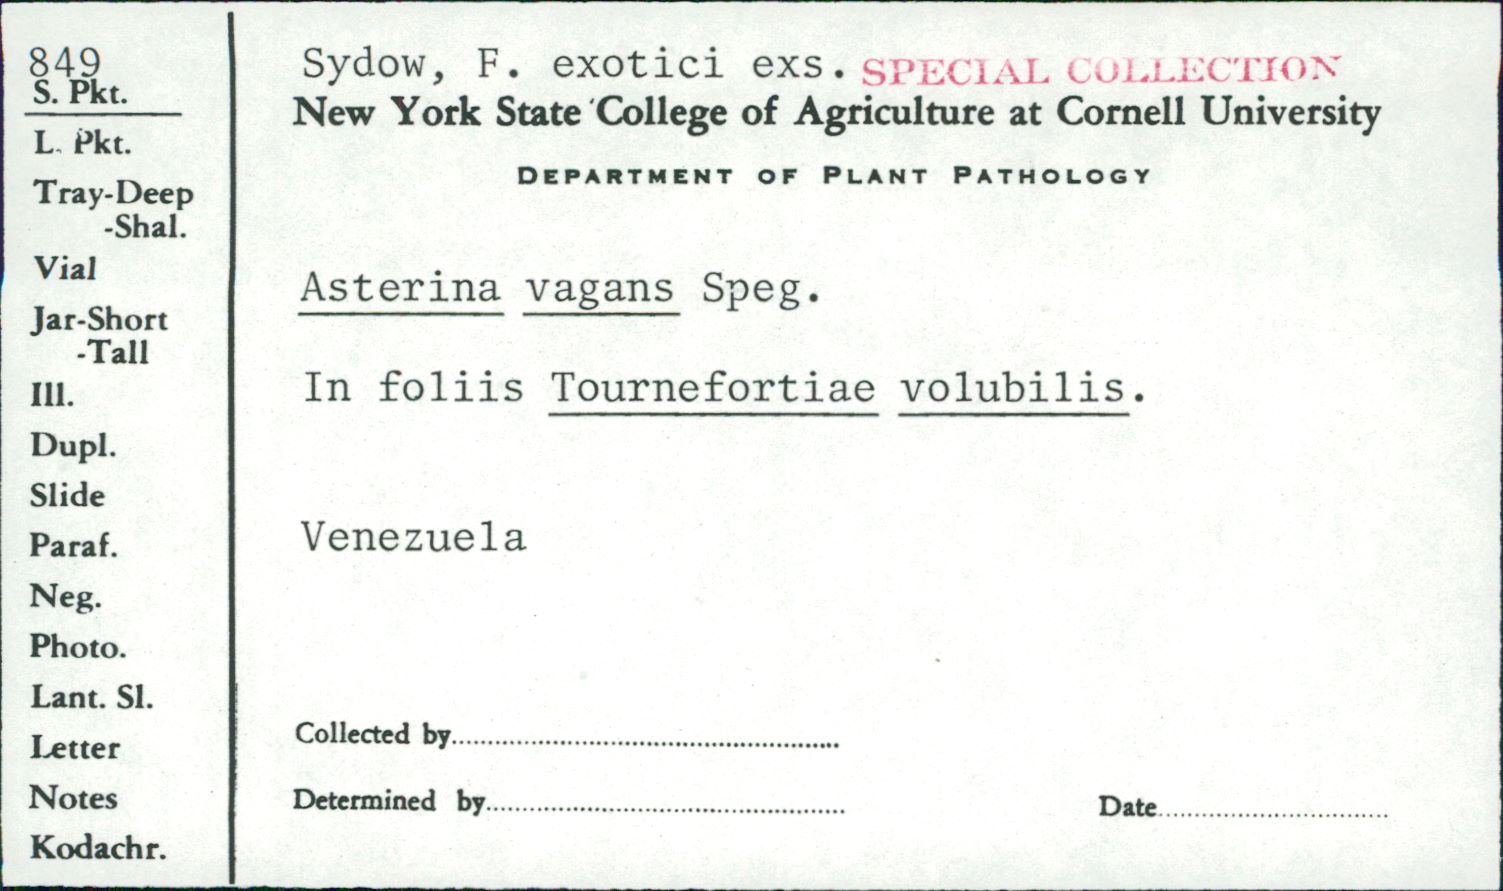 849
S. Pkt.
L. Pkt.
Tray-Deep
-Shal.
Vial
Jar-Short
-Tall
Ill.
Dupl.
Slide
Paraf.
Neg.
Photo.
Lant. Sl.
Letter
Notes
Kodachr.
Sydow, F. exotici exs. SPECIAL COLLECTION
New York State College of Agriculture at Cornell University
DEPARTMENT OF PLANT PATHOLOGY
Asterina vagans Speg.
In foliis Tournefortiae volubilis.
Venezuela
Collected by
Determined by
Date